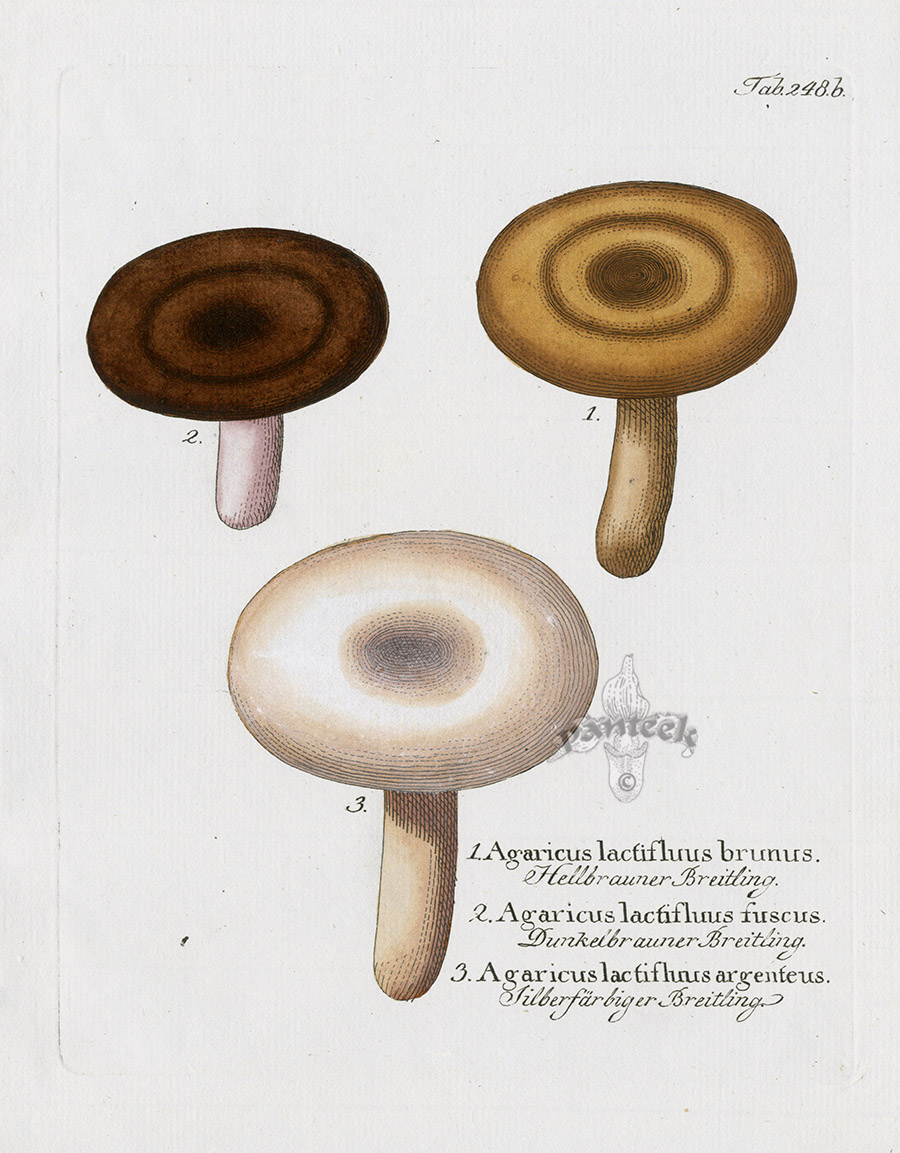 Tab. 248. b.
2.
1.
3.
panteek
©
1. Agaricus lactifluus brunus.
Hellbrauner Breitling.
2. Agaricus lactifluus fuscus.
Dunkelbrauner Breitling.
3. Agaricus lactifluus argenteus.
Silberfärbiger Breitling.